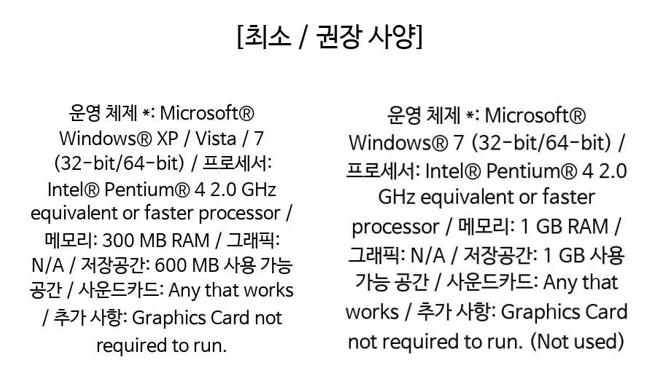 [최소 / 권장 사양]
운영 체제 *: Microsoft®
Windows® XP / Vista / 7
(32-bit/64-bit) / 프로세서:
Intel® Pentium® 4 2.0 GHz
equivalent or faster processor /
메모리: 300 MB RAM / 그래픽:
N/A / 저장공간: 600 MB 사용 가능
공간 / 사운드카드: Any that works
/ 추가 사항: Graphics Card not
required to run.
운영 체제 *: Microsoft®
Windows® 7 (32-bit/64-bit) /
프로세서: Intel® Pentium® 4 2.0
GHz equivalent or faster
processor / 메모리: 1 GB RAM /
그래픽: N/A / 저장공간: 1 GB 사용
가능 공간 / 사운드카드: Any that
works / 추가 사항: Graphics Card
not required to run. (Not used)